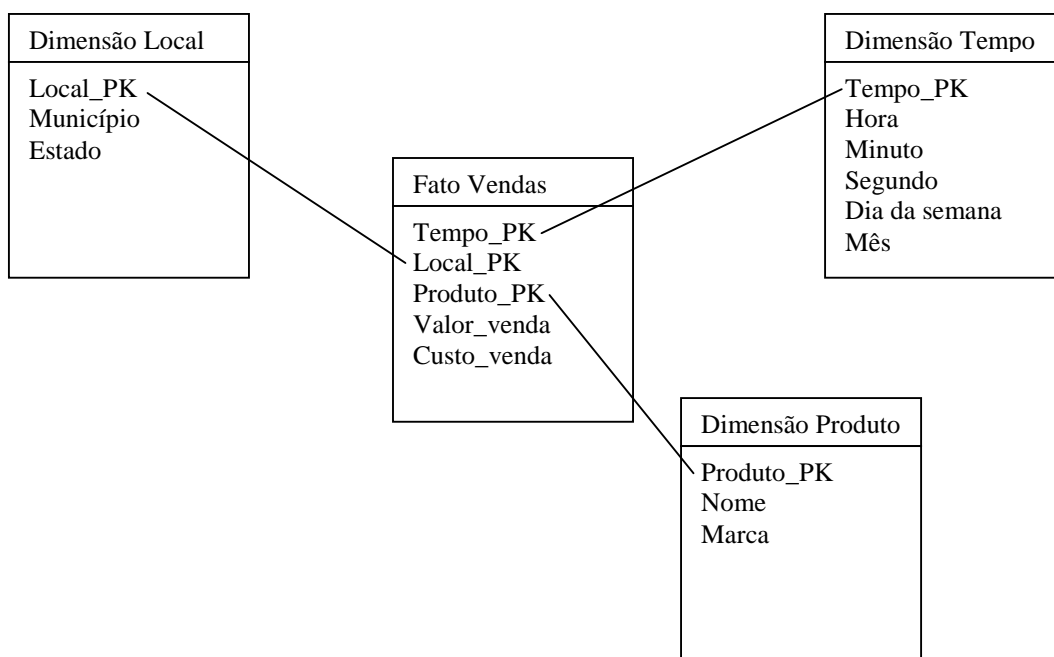 Dimensão Local
Local_PK
Município
Estado
Dimensão Tempo
Tempo_PK
Hora
Minuto
Segundo
Dia da semana
Mês
Fato Vendas
Tempo_PK
Local_PK
Produto_PK
Valor_venda
Custo_venda
Dimensão Produto
Produto_PK
Nome
Marca